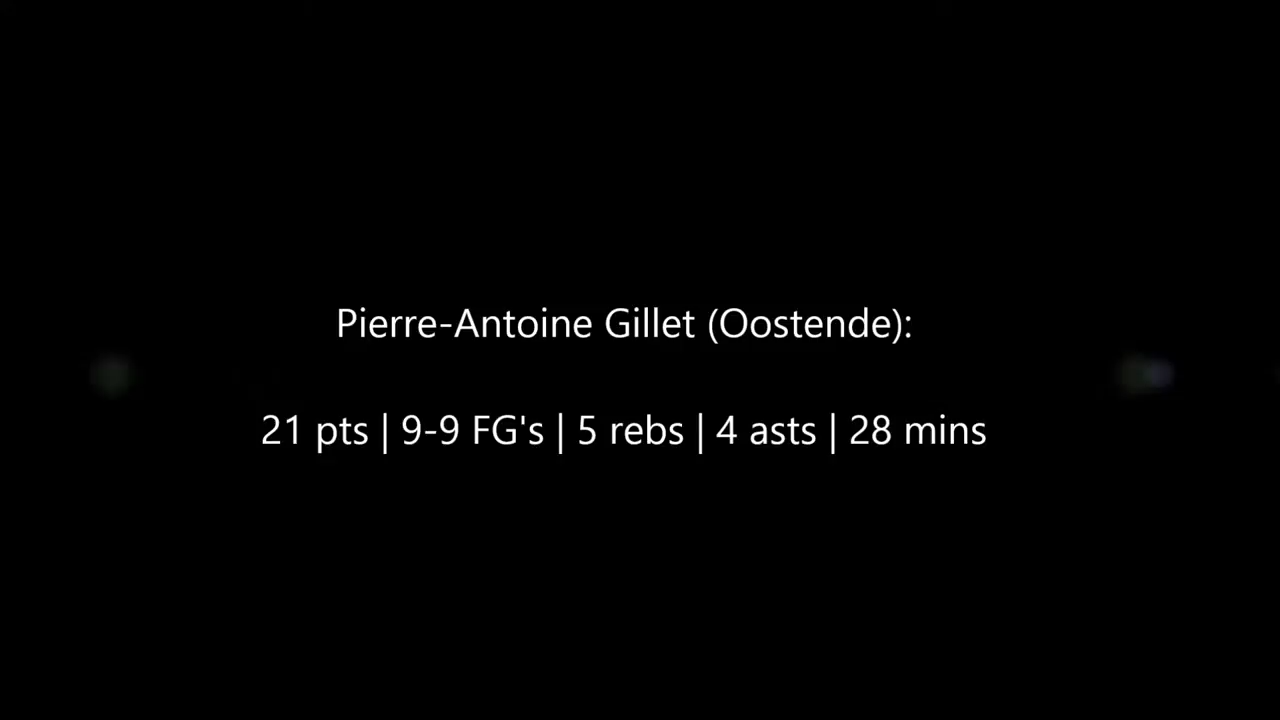 Pierre-Antoine Gillet (Oostende):
21 pts | 9-9 FG's | 5 rebs | 4 asts | 28 mins